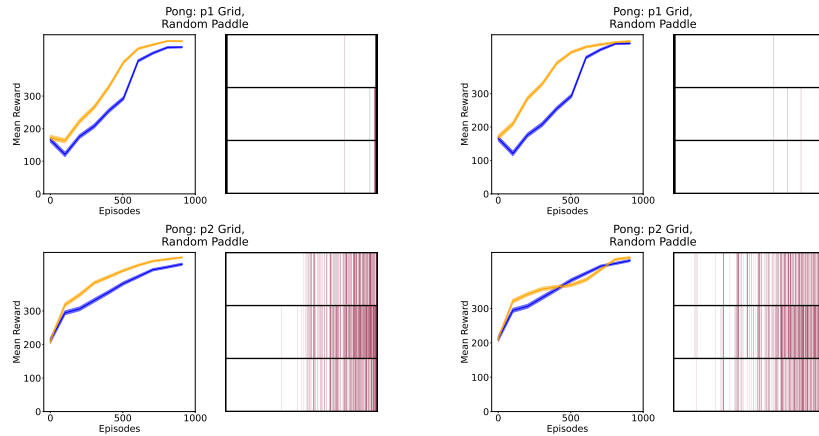 Pong: p1 Grid,
Random Paddle
Mean Reward
300
200
100
0
0
500
1000
Episodes
Pong: p1 Grid,
Random Paddle
Mean Reward
300
200
100
0
0
500
1000
Episodes
Pong: p2 Grid,
Random Paddle
Mean Reward
300
200
100
0
0
500
1000
Episodes
Pong: p2 Grid,
Random Paddle
Mean Reward
300
200
100
0
0
500
1000
Episodes